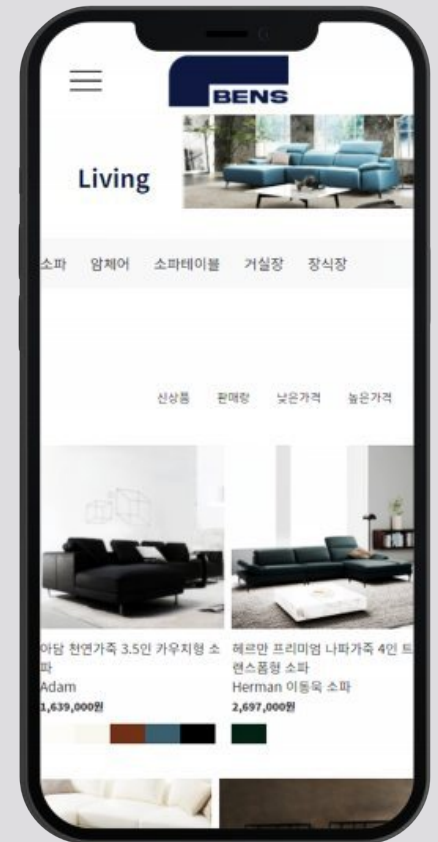 BENS
Living
소파 암체어 소파테이블 거실장 장식장
신상품 판매량 낮은가격 높은가격
아담 천연가죽 3.5인 카우치형 소
파
Adam
1,639,000원
헤르만 프리미엄 나파가죽 4인 트
랜스폼형 소파
Herman 이동욱 소파
2,697,000원